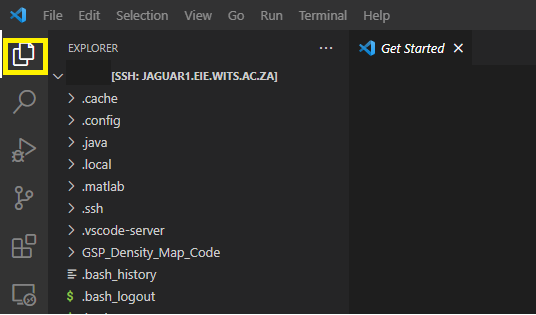 File Edit Selection View Go Run Terminal Help
EXPLORER ···
Get Started
[SSH: JAGUAR1.EIE.WITS.AC.ZA]
.cache
.config
.java
.local
.matlab
.ssh
.vscode-server
GSP_Density_Map_Code
.bash_history
$ .bash_logout